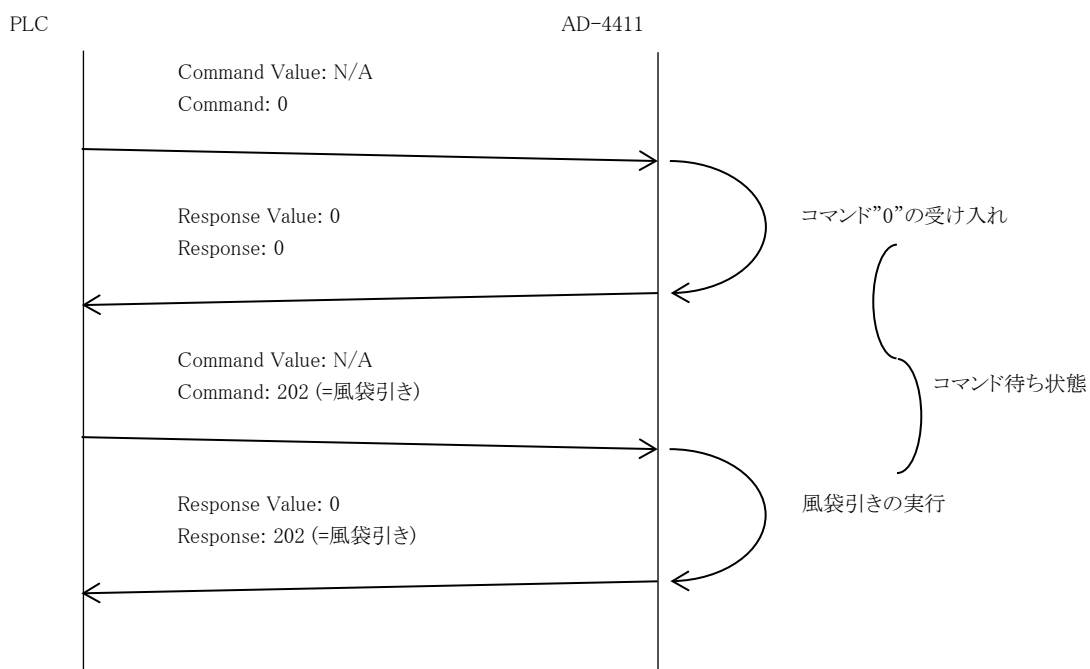 PLC
AD-4411
Command Value: N/A
Command: 0
Response Value: 0
Response: 0
コマンド”0”の受け入れ
Command Value: N/A
Command: 202 (=風袋引き)
コマンド待ち状態
Response Value: 0
Response: 202 (=風袋引き)
風袋引きの実行